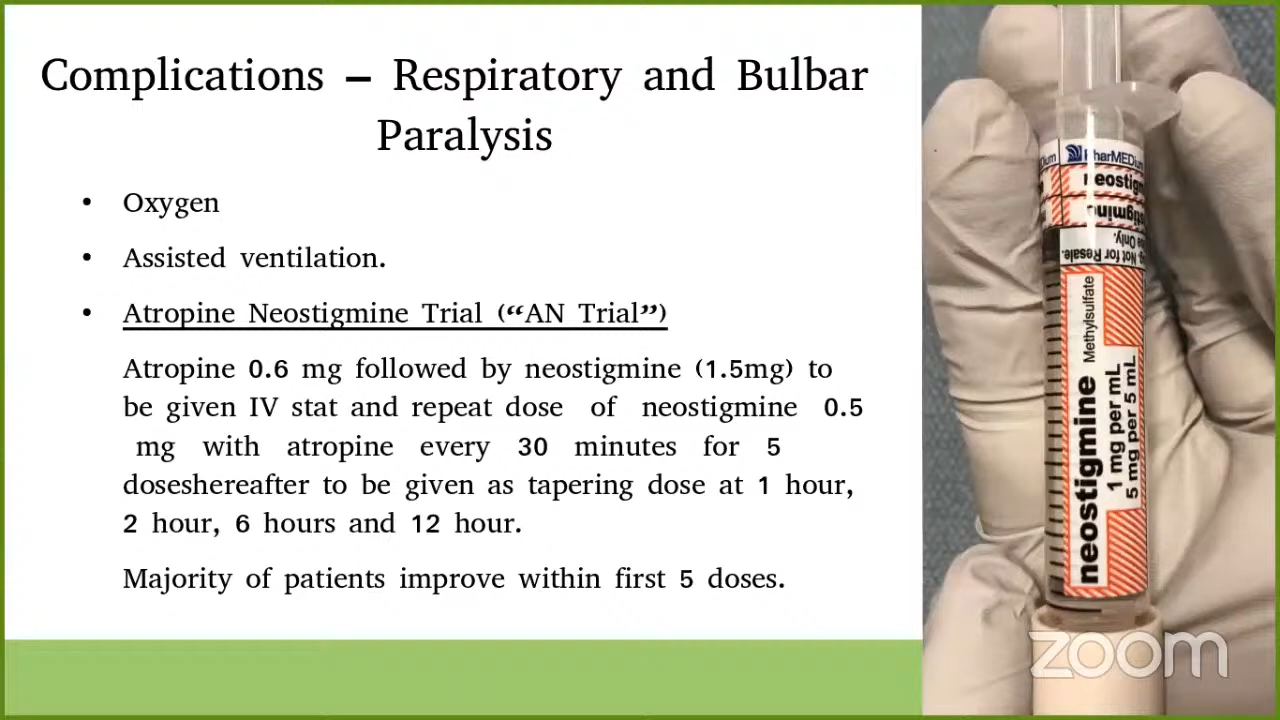 Complications – Respiratory and Bulbar
Paralysis
• Oxygen
• Assisted ventilation.
• Atropine Neostigmine Trial (“AN Trial”)
Atropine 0.6 mg followed by neostigmine (1.5mg) to
be given IV stat and repeat dose of neostigmine 0.5
mg with atropine every 30 minutes for 5
doseshereafter to be given as tapering dose at 1 hour,
2 hour, 6 hours and 12 hour.
Majority of patients improve within first 5 doses.
PharMEDium
neostig
Use Only.
Not for Resale.
neostigmine Methylsulfate
1 mg per mL
5 mg per 5 mL
zoom